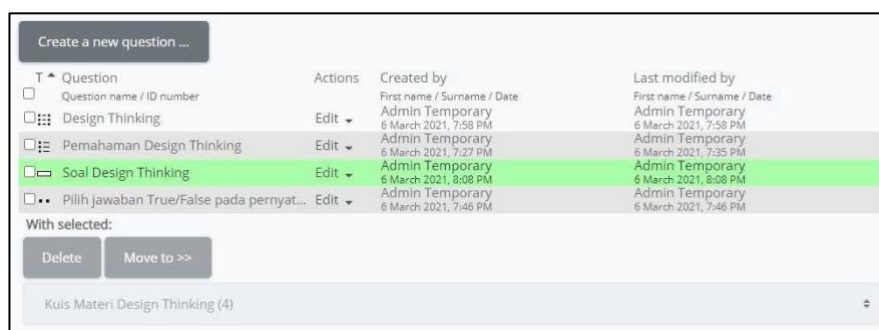 Create a new question ...
T Question Actions Created by Last modified by
Question name / ID number First name / Surname / Date First name / Surname / Date
Design Thinking Edit Admin Temporary Admin Temporary
6 March 2021, 7:58 PM 6 March 2021, 7:58 PM
Pemahaman Design Thinking Edit Admin Temporary Admin Temporary
6 March 2021, 7:27 PM 6 March 2021, 7:35 PM
Soal Design Thinking Edit Admin Temporary Admin Temporary
6 March 2021, 8:08 PM 6 March 2021, 8:08 PM
Pilih jawaban True/False pada pernyat... Edit Admin Temporary Admin Temporary
6 March 2021, 7:46 PM 6 March 2021, 7:46 PM
With selected:
Delete Move to >>
Kuis Materi Design Thinking (4)